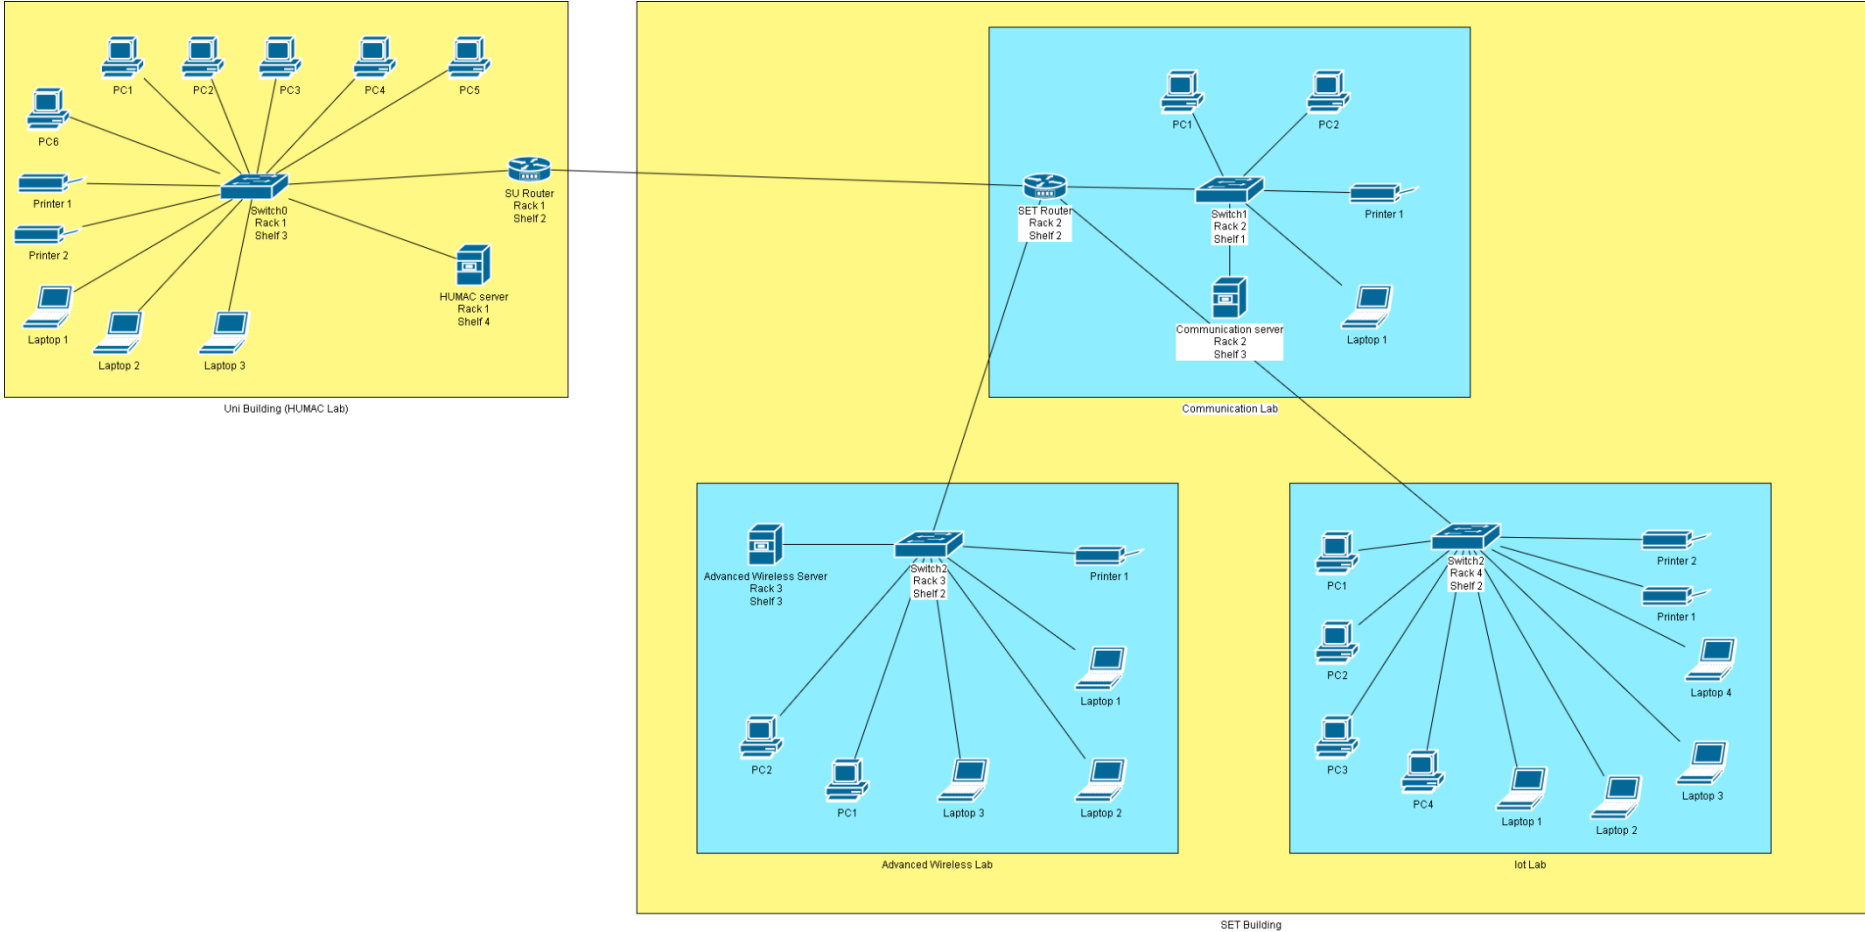 PC1
PC2
PC3
PC4
PC5
PC6
Printer 1
Printer 2
Switch0
Rack 1
Shelf 3
SU Router
Rack 1
Shelf 2
HUMAC server
Rack 1
Shelf 4
Laptop 1
Laptop 2
Laptop 3
Uni Building (HUMAC Lab)
PC1
PC2
SET Router
Rack 2
Shelf 2
Switch1
Rack 2
Shelf 1
Printer 1
Communication server
Rack 2
Shelf 3
Laptop 1
Communication Lab
Advanced Wireless Server
Rack 3
Shelf 3
Switch2
Rack 3
Shelf 2
Printer 1
Laptop 1
PC2
PC1
Laptop 3
Laptop 2
Advanced Wireless Lab
PC1
Switch2
Rack 4
Shelf 2
Printer 2
Printer 1
PC2
Laptop 4
PC3
PC4
Laptop 1
Laptop 2
Laptop 3
Iot Lab
SET Building